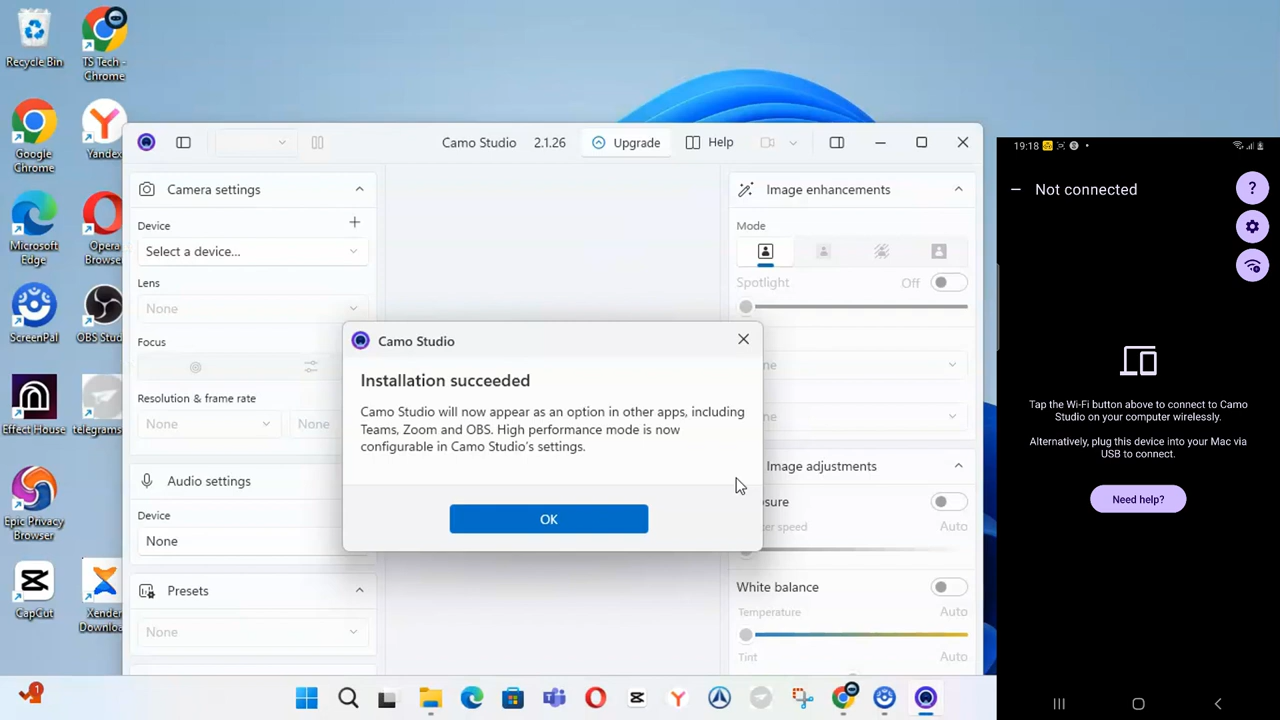 Recycle Bin
TS Tech -
Chrome
Google
Chrome
Yandex
Microsoft
Edge
Opera
Browser
ScreenPal
OBS Studi
Effect House
telegrams
Epic Privacy
Browser
CapCut
Xender
Downloa
Camo Studio
2.1.26
Upgrade
Help
Camera settings
Device
Select a device...
Lens
None
Focus
Resolution & frame rate
None
None
Audio settings
Device
None
Presets
None
Camo Studio
Installation succeeded
Camo Studio will now appear as an option in other apps, including
Teams, Zoom and OBS. High performance mode is now
configurable in Camo Studio's settings.
OK
Image enhancements
Mode
Spotlight
Off
Image adjustments
Auto
White balance
Temperature
Auto
Tint
Auto
1
19:18
Not connected
?
Tap the Wi-Fi button above to connect to Camo
Studio on your computer wirelessly.
Alternatively, plug this device into your Mac via
USB to connect.
Need help?